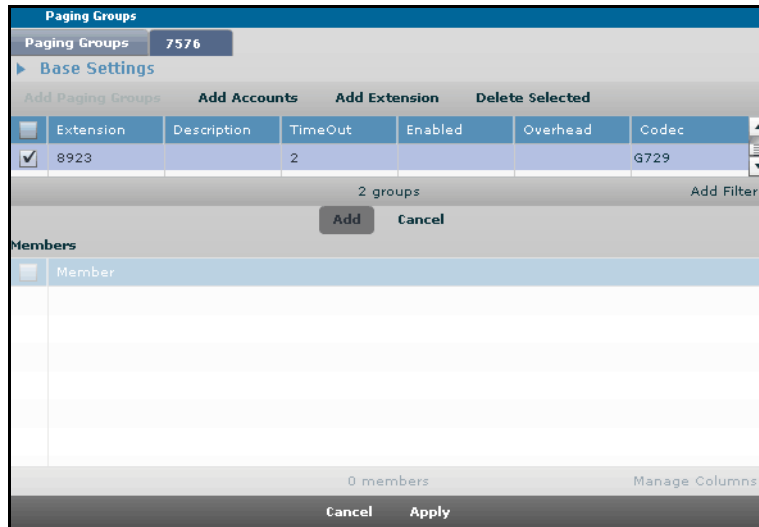 Paging Groups
Paging Groups 7576
Base Settings
Add Paging Groups Add Accounts Add Extension Delete Selected
Extension Description TimeOut Enabled Overhead Codec
8923 2 G729
2 groups Add Filter
Add Cancel
Members
Member
0 members Manage Columns
Cancel Apply